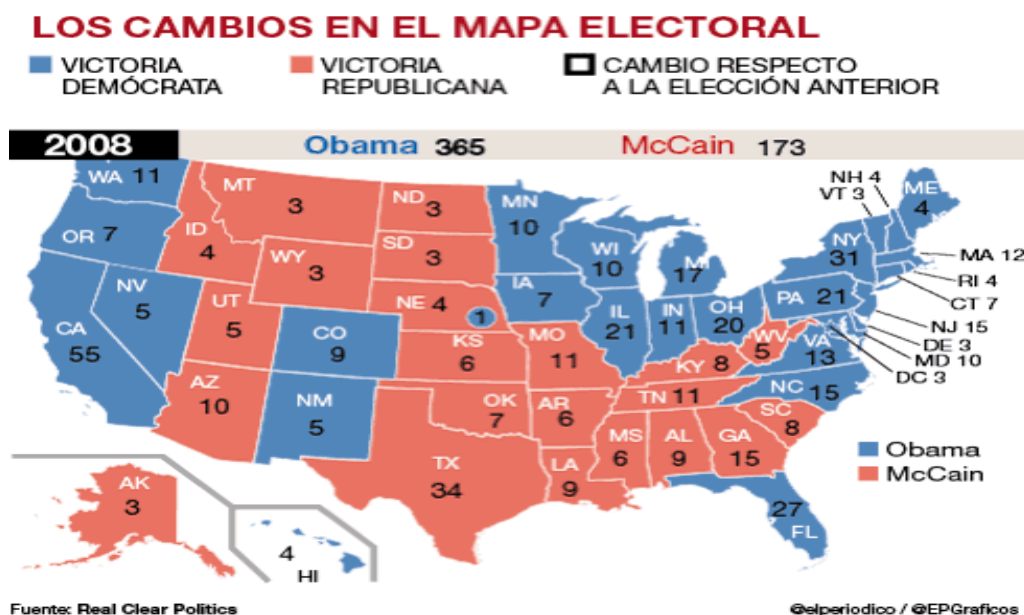 LOS CAMBIOS EN EL MAPA ELECTORAL
VICTORIA
DEMÓCRATA
VICTORIA
REPUBLICANA
CAMBIO RESPECTO
A LA ELECCIÓN ANTERIOR
2008 Obama 365 McCain 173
WA 11
OR 7
CA
55
NV
5
ID
4
MT
3
WY
3
UT
5
AZ
10
CO
9
NM
5
ND 3
SD
3
NE 4
1
KS
6
OK
7
TX
34
MN
10
IA
7
MO
11
AR
6
LA
9
WI
10
IL
21
MI
17
IN
11
OH
20
KY 8
TN 11
MS
6
AL
9
GA
15
SC
8
NC 15
VA
13
WV
5
PA 21
NY
31
NH 4
VT 3
ME
4
MA 12
RI 4
CT 7
NJ 15
DE 3
MD 10
DC 3
27
FL
AK
3
4
HI
Obama
McCain
Fuente: Real Clear Politics
@elperiodico / @EPGraficos